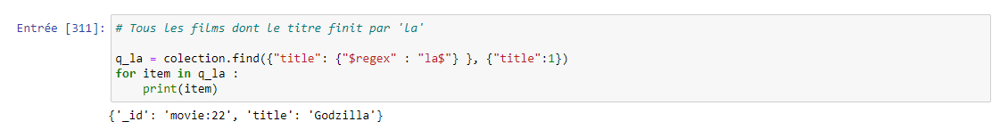 Entrée [311]: # Tous les films dont le titre finit par 'la'
q_la = colection.find({"title": {"$regex" : "la$"} }, {"title":1})
for item in q_la :
    print(item)
{'_id': 'movie:22', 'title': 'Godzilla'}